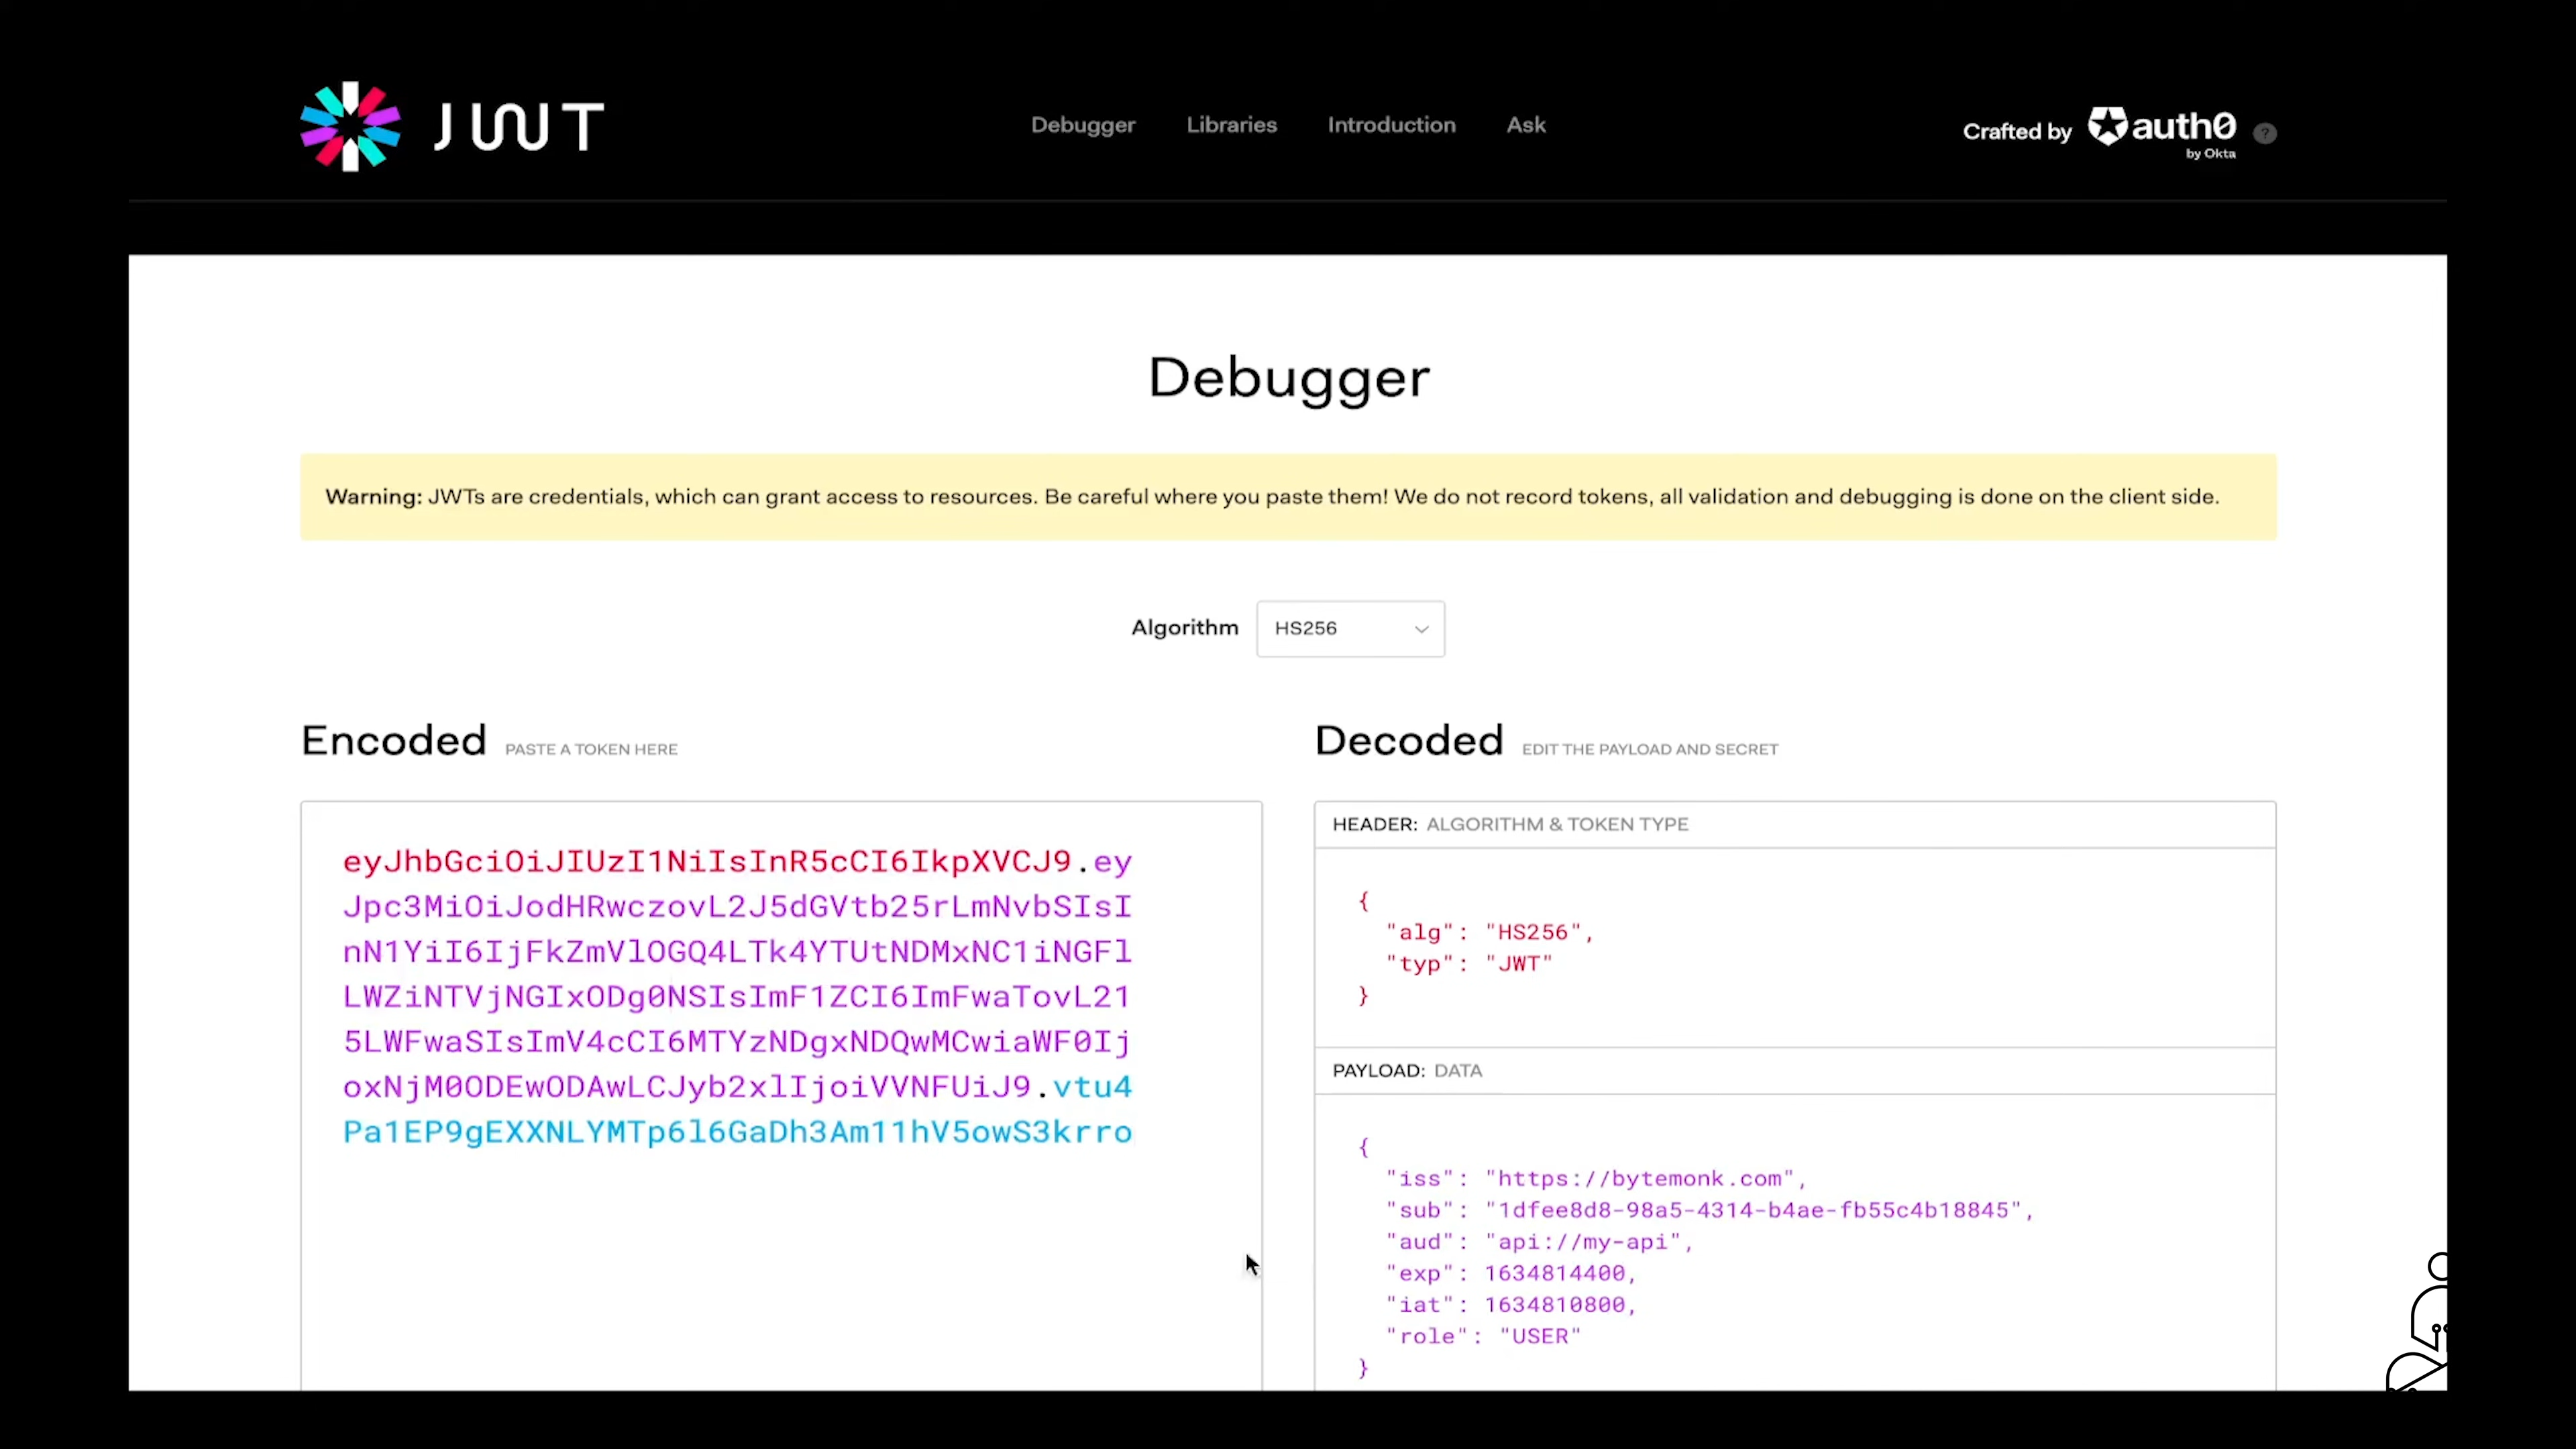 JWT
Debugger Libraries Introduction Ask
Crafted by auth0 ?
by Okta
Debugger
Warning: JWTs are credentials, which can grant access to resources. Be careful where you paste them! We do not record tokens, all validation and debugging is done on the client side.
Algorithm HS256
Encoded PASTE A TOKEN HERE
eyJhbGciOiJIUzI1NiIsInR5cCI6IkpXVCJ9.ey
Jpc3MiOiJodHRwczovL2J5dGVtb25rLmNvbSIsI
nN1YiI6IjFkZmVlOGQ4LTk4YTUtNDMxNC1iNGFl
LWZiNTVjNGIxODg0NSIsImF1ZCI6ImFwaTovL21
5LWFwaSIsImV4cCI6MTYzNDgxNDQwMCwiaWF0Ij
oxNjM0ODEwODAwLCJyb2xlIjoiVVNFUiJ9.vtu4
Pa1EP9gEXXNLYMTp6l6GaDh3Am11hV5owS3krro
Decoded EDIT THE PAYLOAD AND SECRET
HEADER: ALGORITHM & TOKEN TYPE
{
"alg": "HS256",
"typ": "JWT"
}
PAYLOAD: DATA
{
"iss": "https://bytemonk.com",
"sub": "1dfee8d8-98a5-4314-b4ae-fb55c4b18845",
"aud": "api://my-api",
"exp": 1634814400,
"iat": 1634810800,
"role": "USER"
}